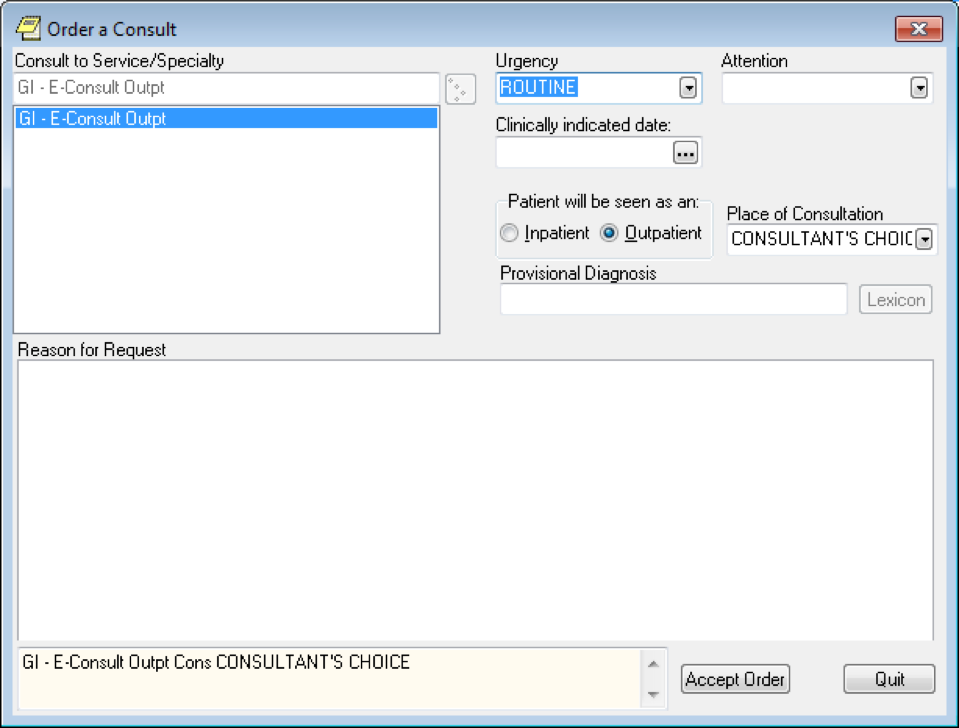 Order a Consult
Consult to Service/Specialty
GI - E-Consult Outpt
GI - E-Consult Outpt
Urgency
ROUTINE
Attention
Clinically indicated date:
...
Patient will be seen as an:
Inpatient Outpatient
Place of Consultation
CONSULTANT'S CHOIC
Provisional Diagnosis
Lexicon
Reason for Request
GI - E-Consult Outpt Cons CONSULTANT'S CHOICE
Accept Order
Quit